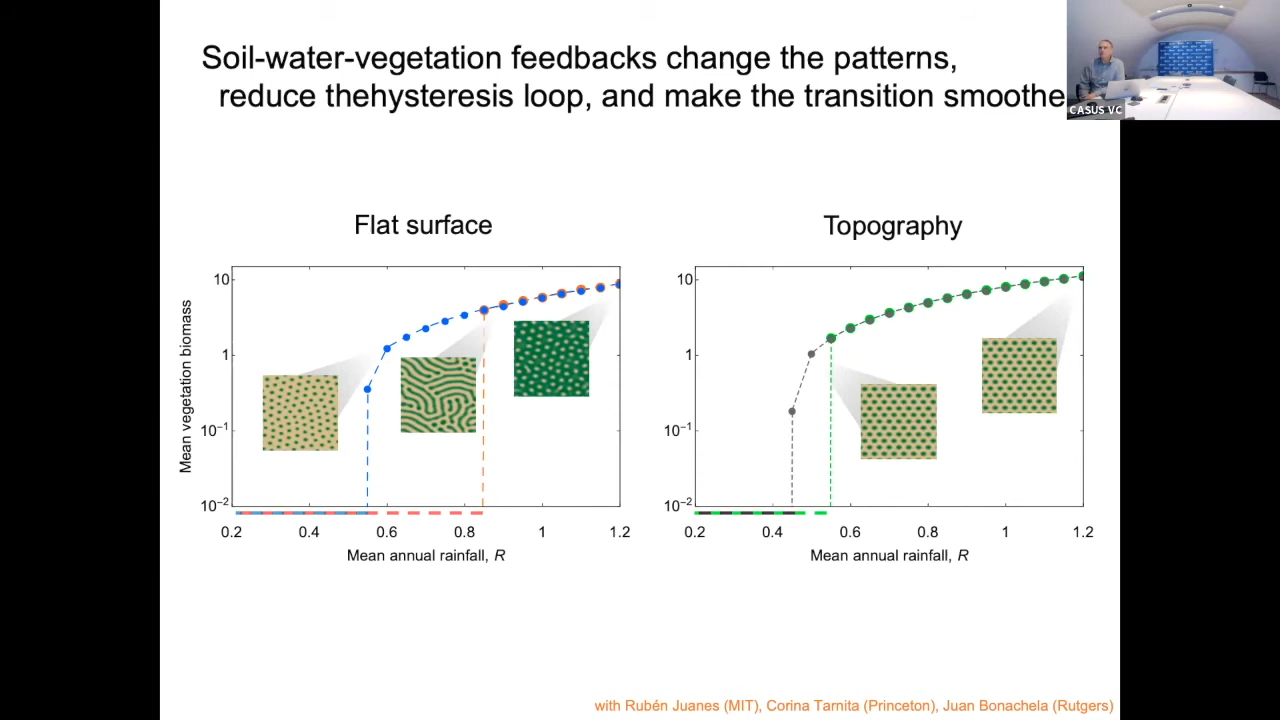 Soil-water-vegetation feedbacks change the patterns,
reduce thehysteresis loop, and make the transition smoothe
CASUS VC
Flat surface
Topography
Mean vegetation biomass
10
1
10⁻¹
10⁻²
0.2 0.4 0.6 0.8 1 1.2
Mean annual rainfall, R
10
1
10⁻¹
10⁻²
0.2 0.4 0.6 0.8 1 1.2
Mean annual rainfall, R
with Rubén Juanes (MIT), Corina Tarnita (Princeton), Juan Bonachela (Rutgers)